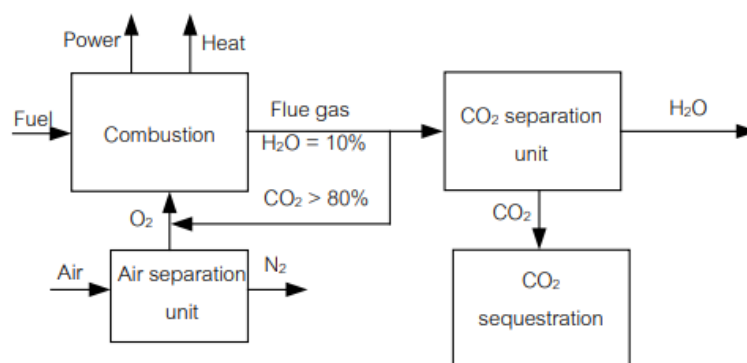 Power
Heat
Fuel
Combustion
Flue gas
H₂O = 10%
CO₂ > 80%
CO₂ separation
unit
H₂O
O₂
CO₂
Air
Air separation
unit
N₂
CO₂
sequestration